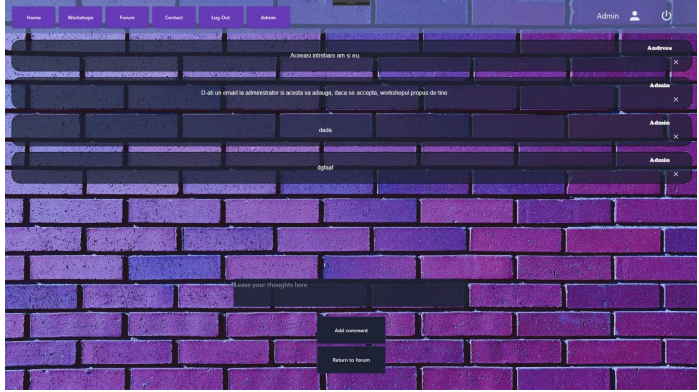 Home Workshops Forum Contact Log Out Admin Admin
Andreea
Aceeasi intrebare am si eu.
×
Admin
D-ati un email la administrator si acesta va adauga, daca se accepta, workshopul propus de tine.
×
Admin
dada
×
Admin
dgfaaf
×
Leave your thoughts here
Add comment
Return to forum